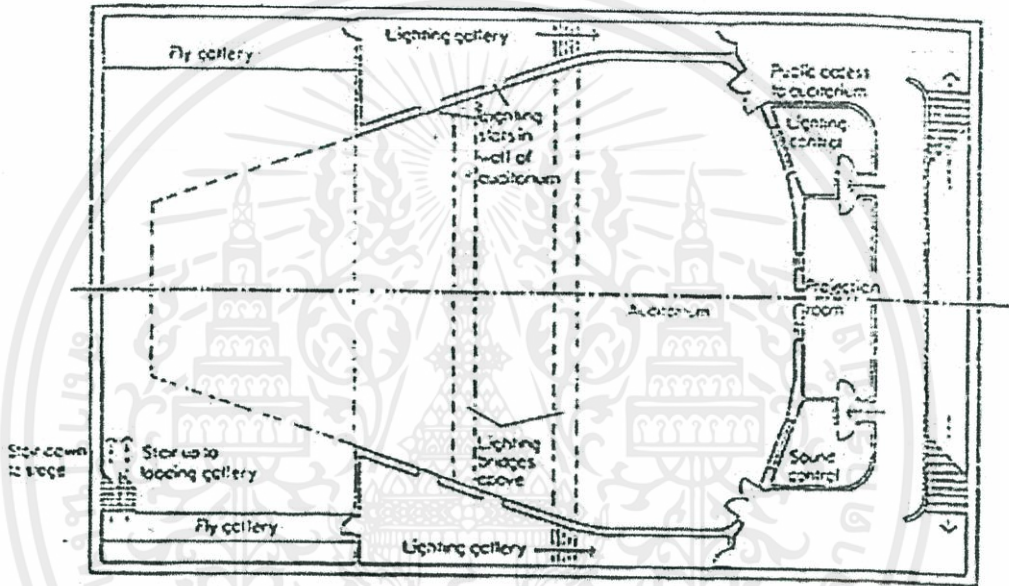 Fly gallery
Lighting gallery
Public access
to auditorium
Lighting
control
Lighting
slots in
wall of
auditorium
Auditorium
Projection
room
Stair down
to stage
Stair up to
loading gallery
Lighting
bridges
above
Sound
control
Fly gallery
Lighting gallery